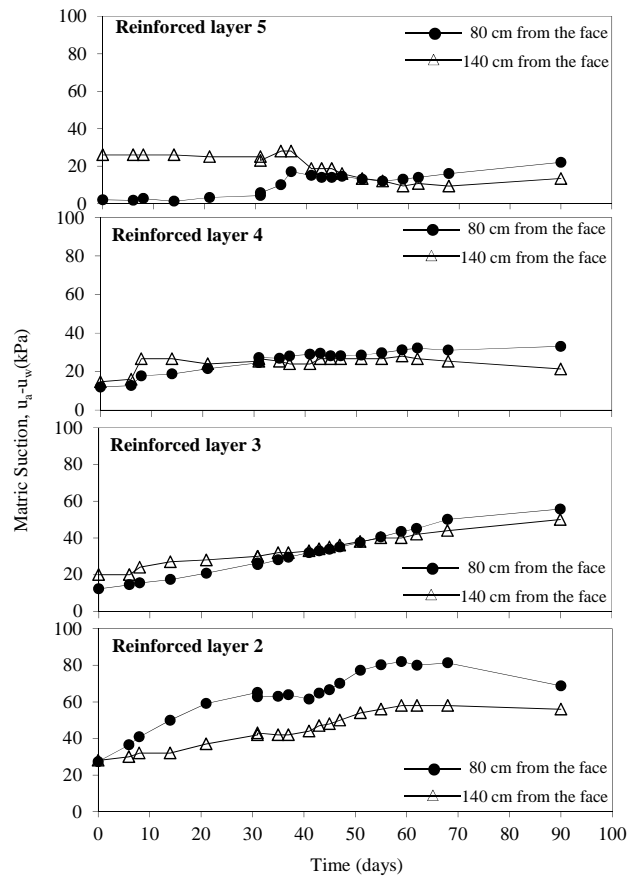 Reinforced layer 5
80 cm from the face
140 cm from the face
100
80
60
40
20
0
Reinforced layer 4
80 cm from the face
140 cm from the face
100
80
60
40
20
0
Matric Suction, uₐ-u_w(kPa)
Reinforced layer 3
80 cm from the face
140 cm from the face
100
80
60
40
20
0
Reinforced layer 2
80 cm from the face
140 cm from the face
100
80
60
40
20
0
0 10 20 30 40 50 60 70 80 90 100
Time (days)